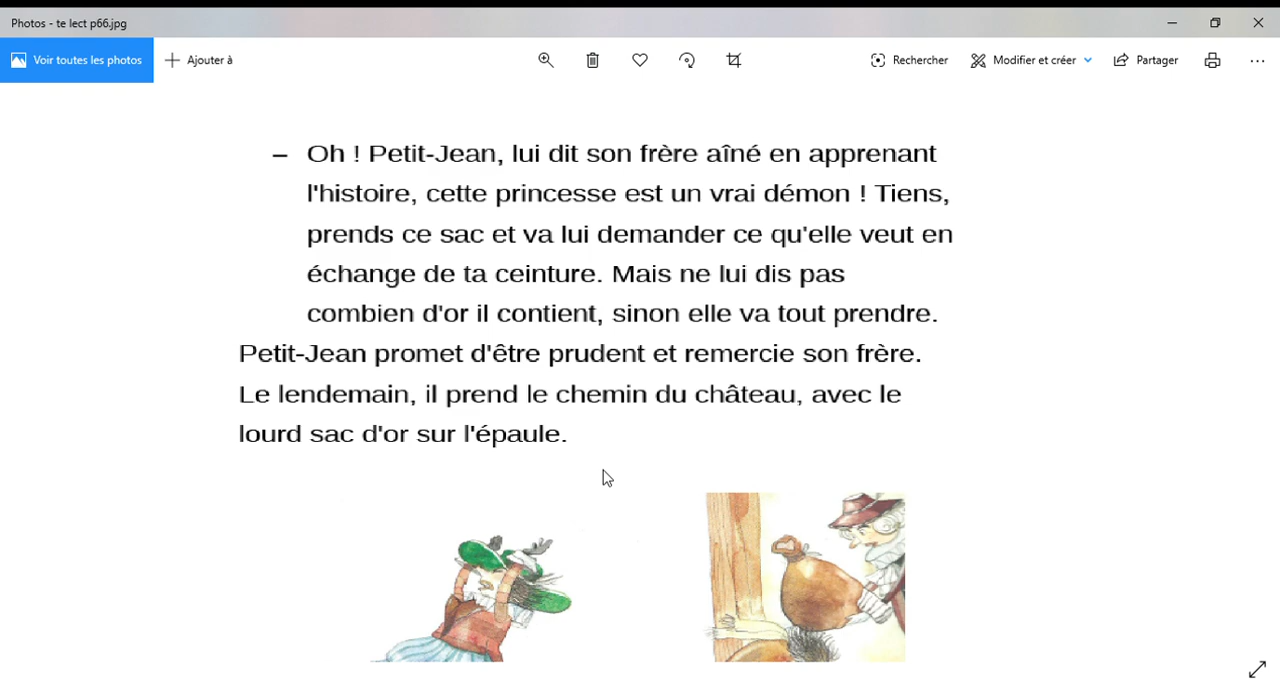 Photos - te lect p66.jpg
Voir toutes les photos
Ajouter à
Rechercher
Modifier et créer
Partager
– Oh ! Petit-Jean, lui dit son frère aîné en apprenant
l'histoire, cette princesse est un vrai démon ! Tiens,
prends ce sac et va lui demander ce qu'elle veut en
échange de ta ceinture. Mais ne lui dis pas
combien d'or il contient, sinon elle va tout prendre.
Petit-Jean promet d'être prudent et remercie son frère.
Le lendemain, il prend le chemin du château, avec le
lourd sac d'or sur l'épaule.